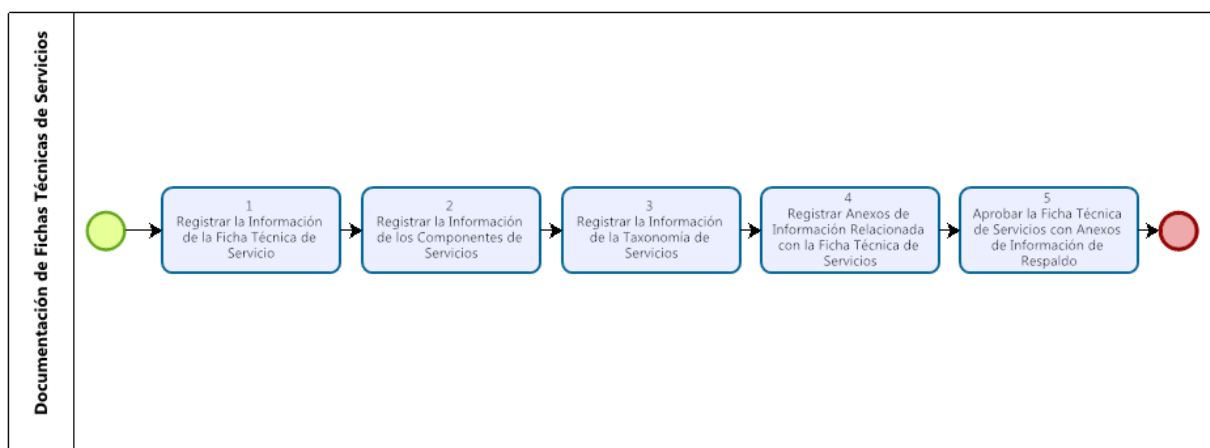 Documentación de Fichas Técnicas de Servicios
1
Registrar la Información
de la Ficha Técnica de
Servicio
2
Registrar la Información
de los Componentes de
Servicios
3
Registrar la Información
de la Taxonomía de
Servicios
4
Registrar Anexos de
Información Relacionada
con la Ficha Técnica de
Servicios
5
Aprobar la Ficha Técnica
de Servicios con Anexos
de Información de
Respaldo